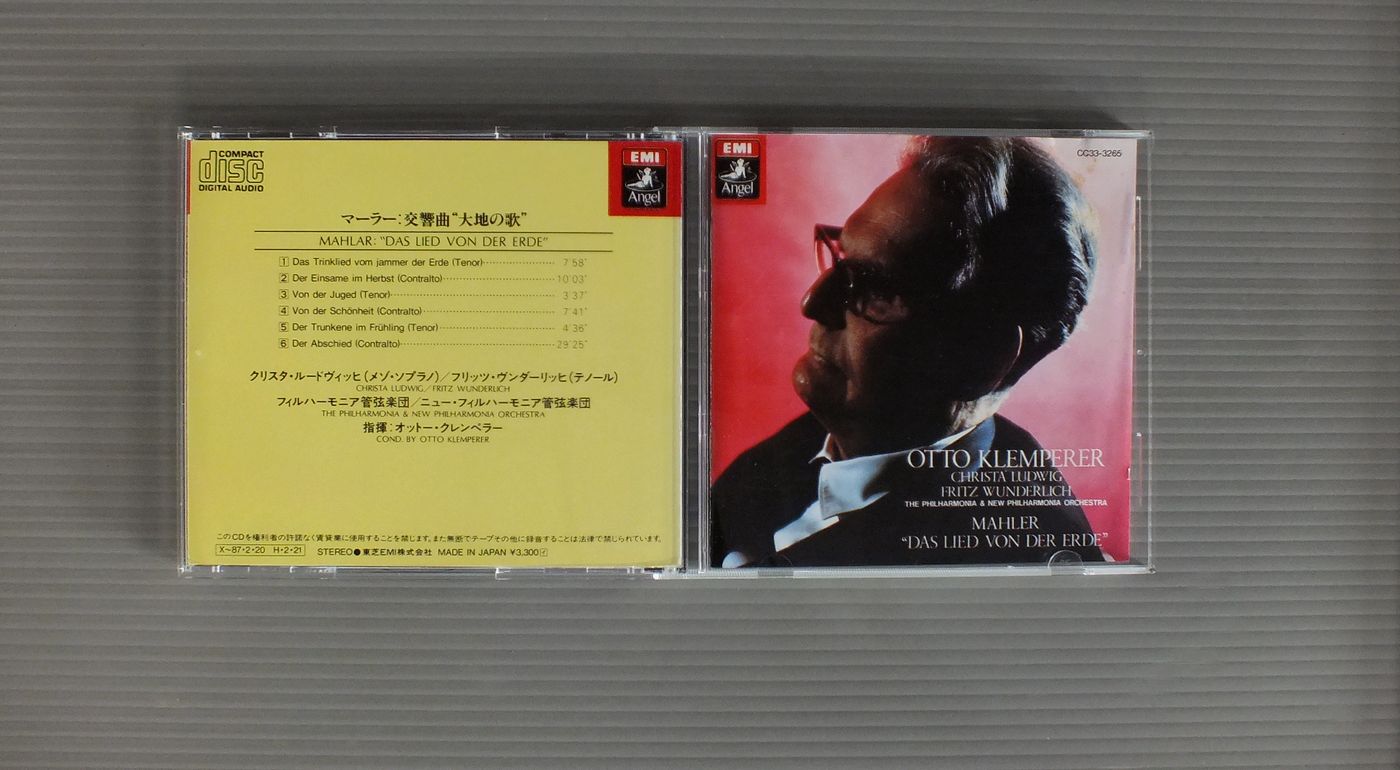 COMPACT
disc
DIGITAL AUDIO
EMI
Angel
マーラー：交響曲“大地の歌”
MAHLAR: “DAS LIED VON DER ERDE”
1 Das Trinklied vom jammer der Erde (Tenor) 7'58"
2 Der Einsame im Herbst (Contralto) 10'03"
3 Von der Juged (Tenor) 3'37"
4 Von der Schönheit (Contralto) 7'41"
5 Der Trunkene im Frühling (Tenor) 4'36"
6 Der Abschied (Contralto) 29'25"
クリスタ・ルードヴィッヒ（メゾ・ソプラノ）／フリッツ・ヴンダーリッヒ（テノール）
CHRISTA LUDWIG／FRITZ WUNDERLICH
フィルハーモニア管弦楽団／ニュー・フィルハーモニア管弦楽団
THE PHILHARMONIA & NEW PHILHARMONIA ORCHESTRA
指揮：オットー・クレンペラー
COND. BY OTTO KLEMPERER
このCDを権利者の許諾なく賃貸業に使用することを禁じます。また無断でテープその他に録音することは法律で禁じられています。
X〜87・2・20 H・2・21 STEREO● 東芝EMI株式会社 MADE IN JAPAN ¥3,300
EMI
Angel
CC33-3265
OTTO KLEMPERER
CHRISTA LUDWIG
FRITZ WUNDERLICH
THE PHILHARMONIA & NEW PHILHARMONIA ORCHESTRA
MAHLER
“DAS LIED VON DER ERDE”